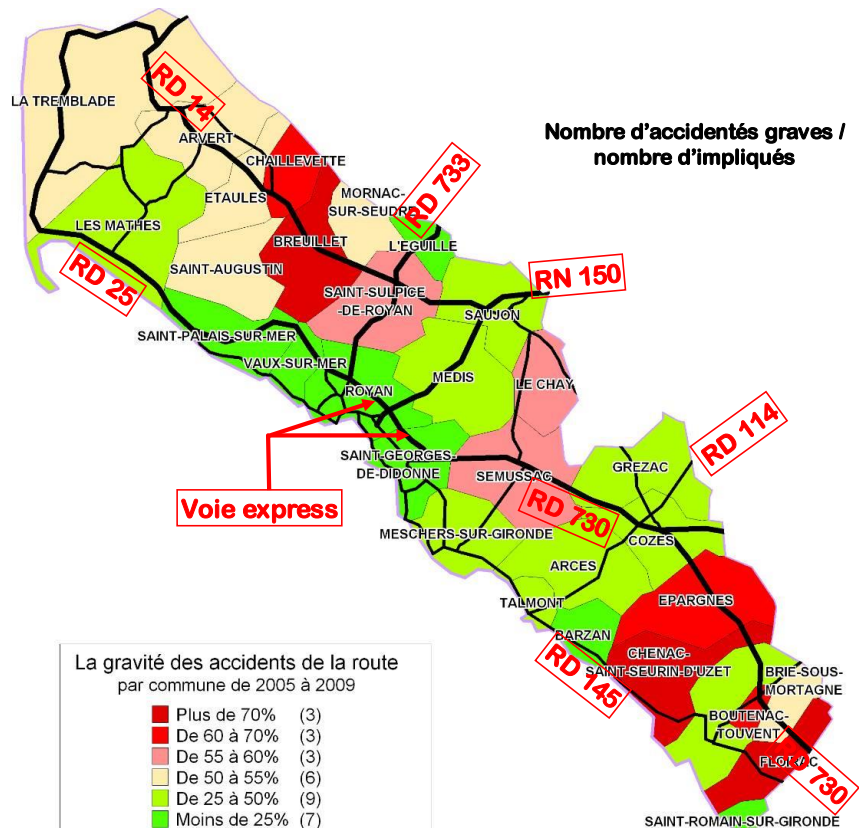 Nombre d'accidentés graves /
nombre d'impliqués
RD 14
LA TREMBLADE
ARVERT
CHAILLEVETTE
ETAULES
MORNAC-
SUR-SEUDRE
RD 733
LES MATHES
BREUILLET
L'EGUILLE
SAINT-AUGUSTIN
RD 25
RN 150
SAINT-SULPICE
-DE-ROYAN
SAUJON
SAINT-PALAIS-SUR-MER
VAUX-SUR-MER
MEDIS
LE CHAY
ROYAN
RD 114
SAINT-GEORGES-
DE-DIDONNE
GREZAC
SEMUSSAC
Voie express
RD 730
MESCHERS-SUR-GIRONDE
COZES
ARCES
TALMONT
EPARGNES
BARZAN
CHENAC-
SAINT-SEURIN-D'UZET
RD 145
BRIE-SOUS-
MORTAGNE
BOUTENAC-
TOUVENT
FLOIRAC
RD 730
SAINT-ROMAIN-SUR-GIRONDE
La gravité des accidents de la route
par commune de 2005 à 2009
Plus de 70% (3)
De 60 à 70% (3)
De 55 à 60% (3)
De 50 à 55% (6)
De 25 à 50% (9)
Moins de 25% (7)